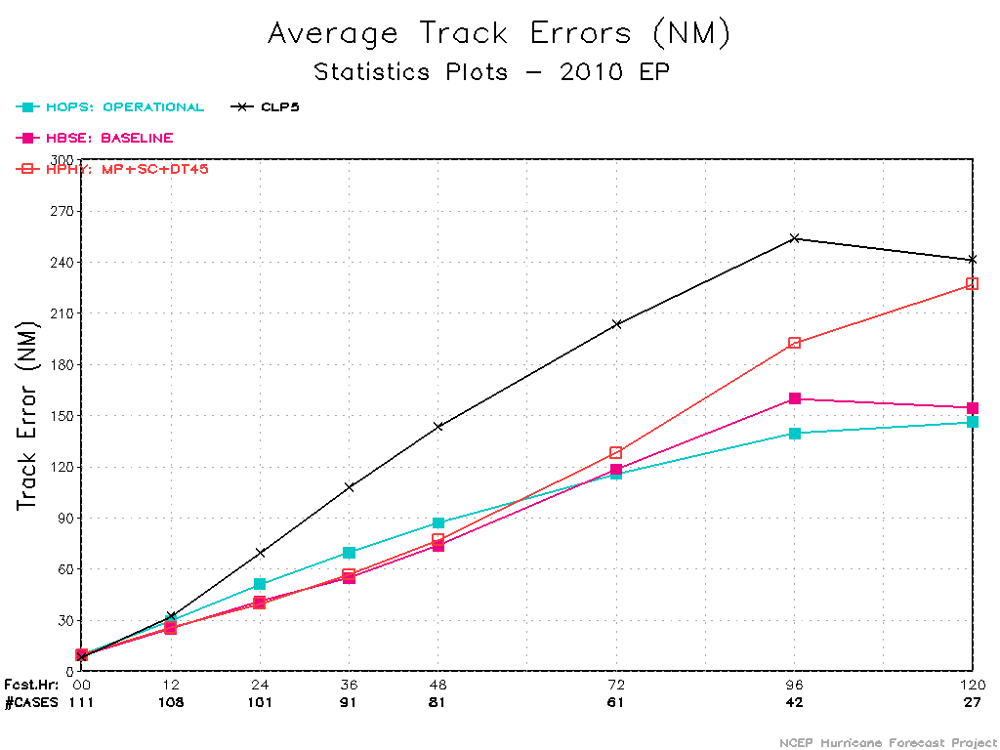 Average Track Errors (NM)
Statistics Plots - 2010 EP
HOPS: OPERATIONAL CLP5
HBSE: BASELINE
HPHY: MP+SC+DT45
300
270
240
210
180
150
120
90
60
30
0
Track Error (NM)
Fcst.Hr: 00 12 24 36 48 72 96 120
#CASES 111 108 101 91 81 61 42 27
NCEP Hurricane Forecast Project